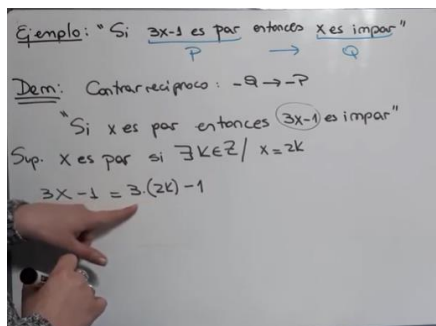 Ejemplo: "Si 3x-1 es par entonces x es impar"
P → Q
Dem: Contrarreciproco: -Q→-P
"Si x es par entonces 3x-1 es impar"
Sup. x es par si ∃K∈Z/ x=2K
3x-1 = 3.(2K)-1